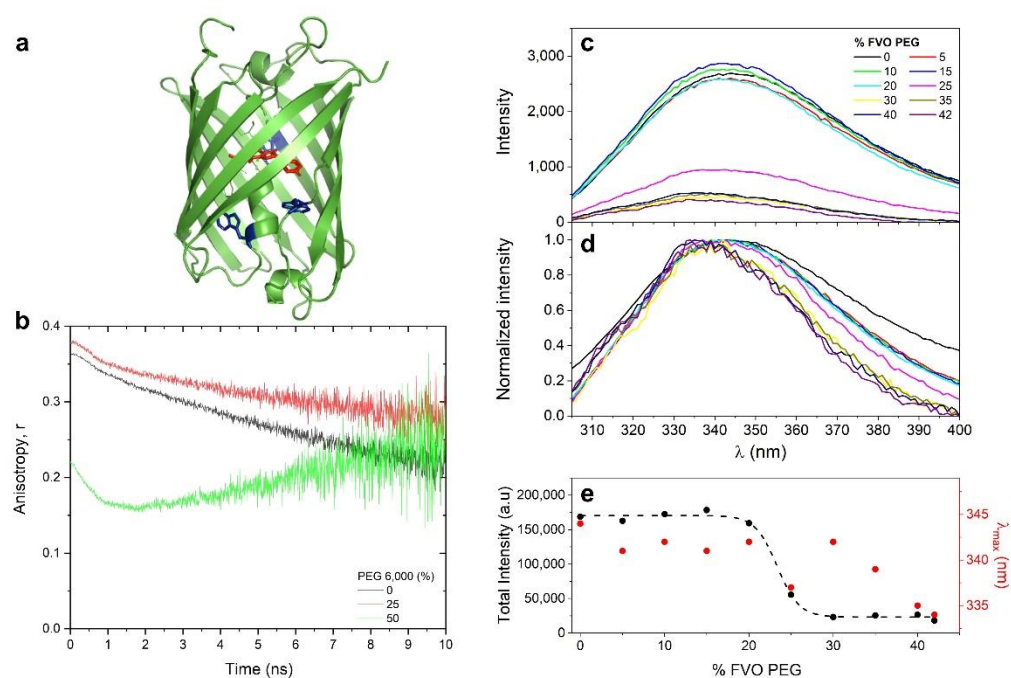 a
b
0.4
0.3
0.2
0.1
0.0
Anisotropy, r
PEG 6,000 (%)
0
25
50
0 1 2 3 4 5 6 7 8 9 10
Time (ns)
c
3,000
2,000
1,000
0
Intensity
% FVO PEG
0 5
10 15
20 25
30 35
40 42
d
1.0
0.8
0.6
0.4
0.2
0.0
Normalized intensity
310 320 330 340 350 360 370 380 390 400
λ (nm)
e
200,000
150,000
100,000
50,000
0
Total Intensity (a.u)
345
340
335
λmax (nm)
0 10 20 30 40
% FVO PEG